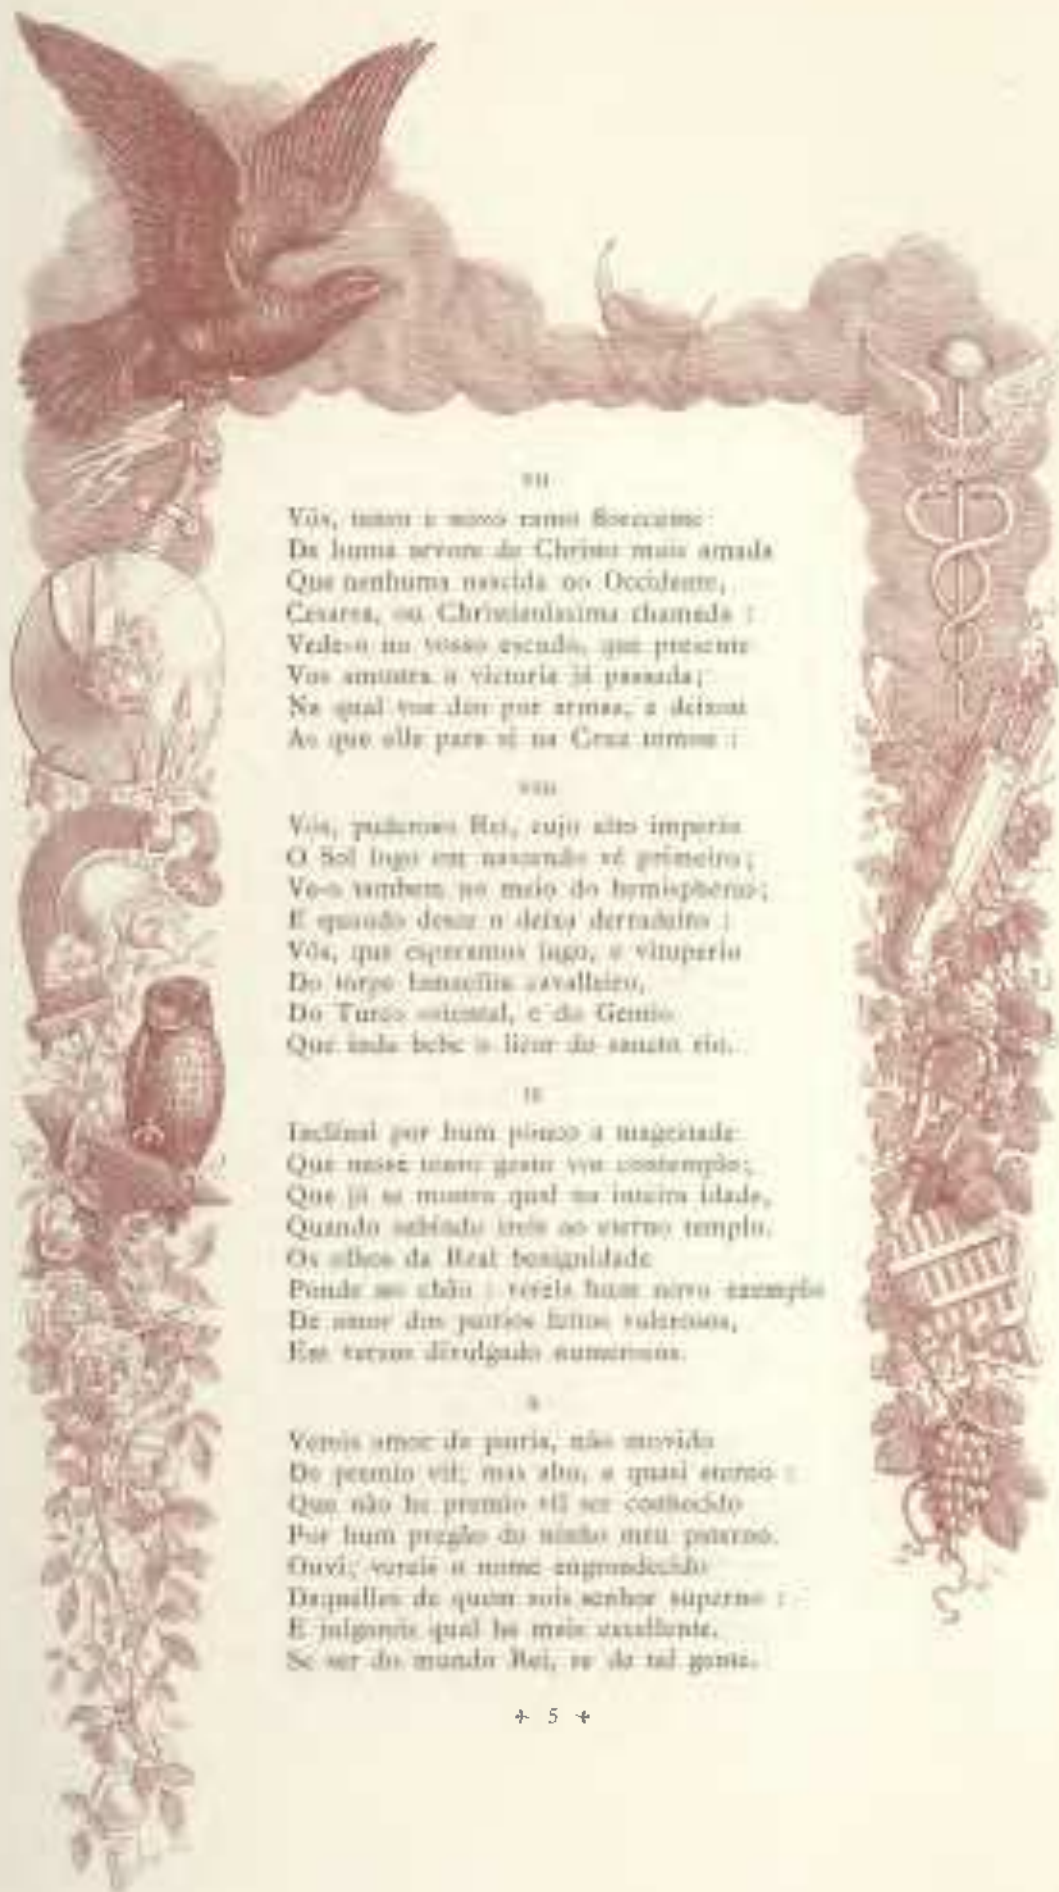 VII
Vós, tenro e novo ramo florecente
De huma arvore de Christo mais amada
Que nenhuma nascida no Occidente,
Cesarea, ou Christianissima chamada :
Vede-o no vosso escudo, que presente
Vos amostra a victoria já passada;
Na qual vos deu por armas, e deixou
As que elle para si na Cruz tomou :
VIII
Vós, poderoso Rei, cujo alto imperio
O Sol logo em nascendo vê primeiro;
Ve-o tambem no meio do hemispherio;
E quando desce o deixa derradeiro :
Vós, que esperamos jugo, e vituperio
Do torpe Ismaelita cavalleiro,
Do Turco oriental, e do Gentio
Que inda bebe o licor do sancto rio.
IX
Inclinai por hum pouco a magestade
Que nesse tenro gesto vos contemplo;
Que já se mostra qual na inteira idade,
Quando subindo ireis ao eterno templo.
Os olhos da Real benignidade
Ponde no chão : vereis hum novo exemplo
De amor dos patrios feitos valerosos,
Em versos divulgado numerosos.
X
Vereis amor da patria, não movido
De premio vil; mas alto, e quasi eterno :
Que não he premio vil ser conhecido
Por hum pregão do ninho meu paterno.
Ouvi; vereis o nome engrandecido
Daquelles de quem sois senhor superno :
E julgareis qual he mais excellente,
Se ser do mundo Rei, se de tal gente.
5